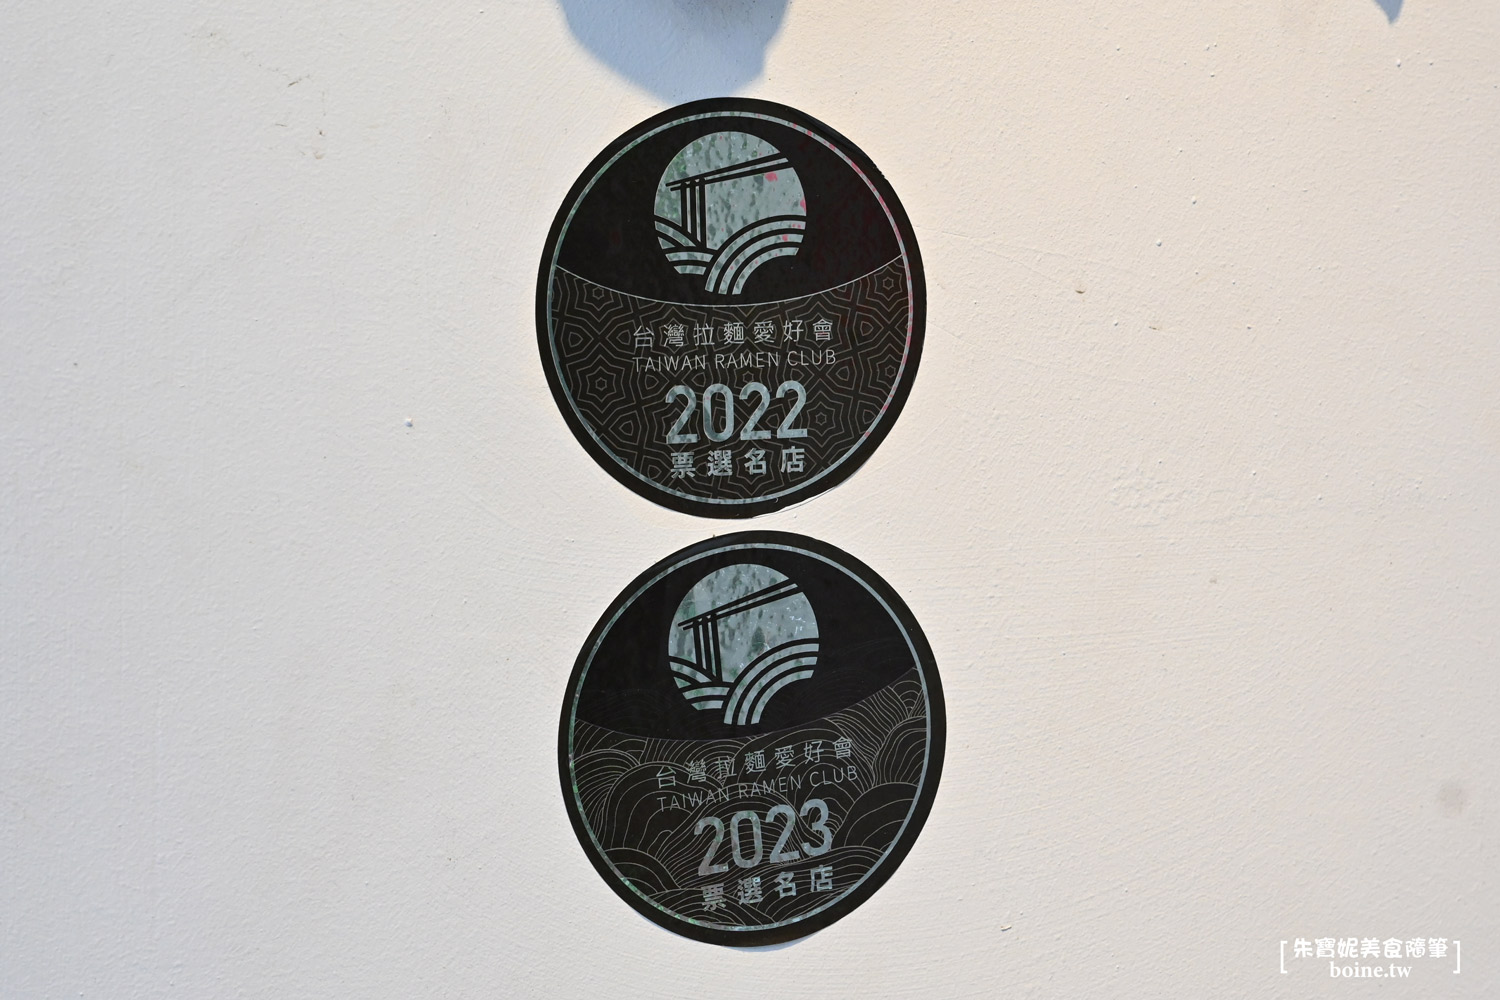 台灣拉麵愛好會
TAIWAN RAMEN CLUB
2022
票選名店
台灣拉麵愛好會
TAIWAN RAMEN CLUB
2023
票選名店
朱寶妮美食隨筆
boine.tw